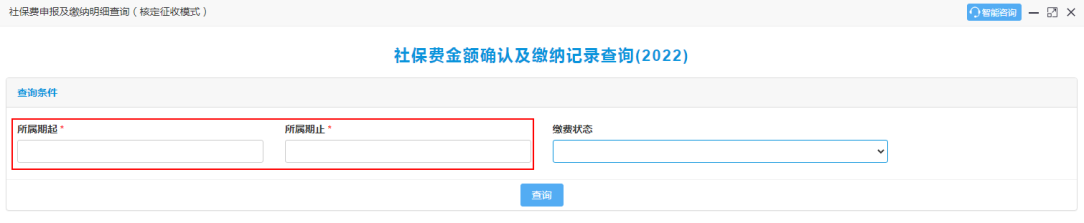 社保费申报及缴纳明细查询（核定征收模式）
智能咨询
社保费金额确认及缴纳记录查询(2022)
查询条件
所属期起 * 所属期止 * 缴费状态
查询